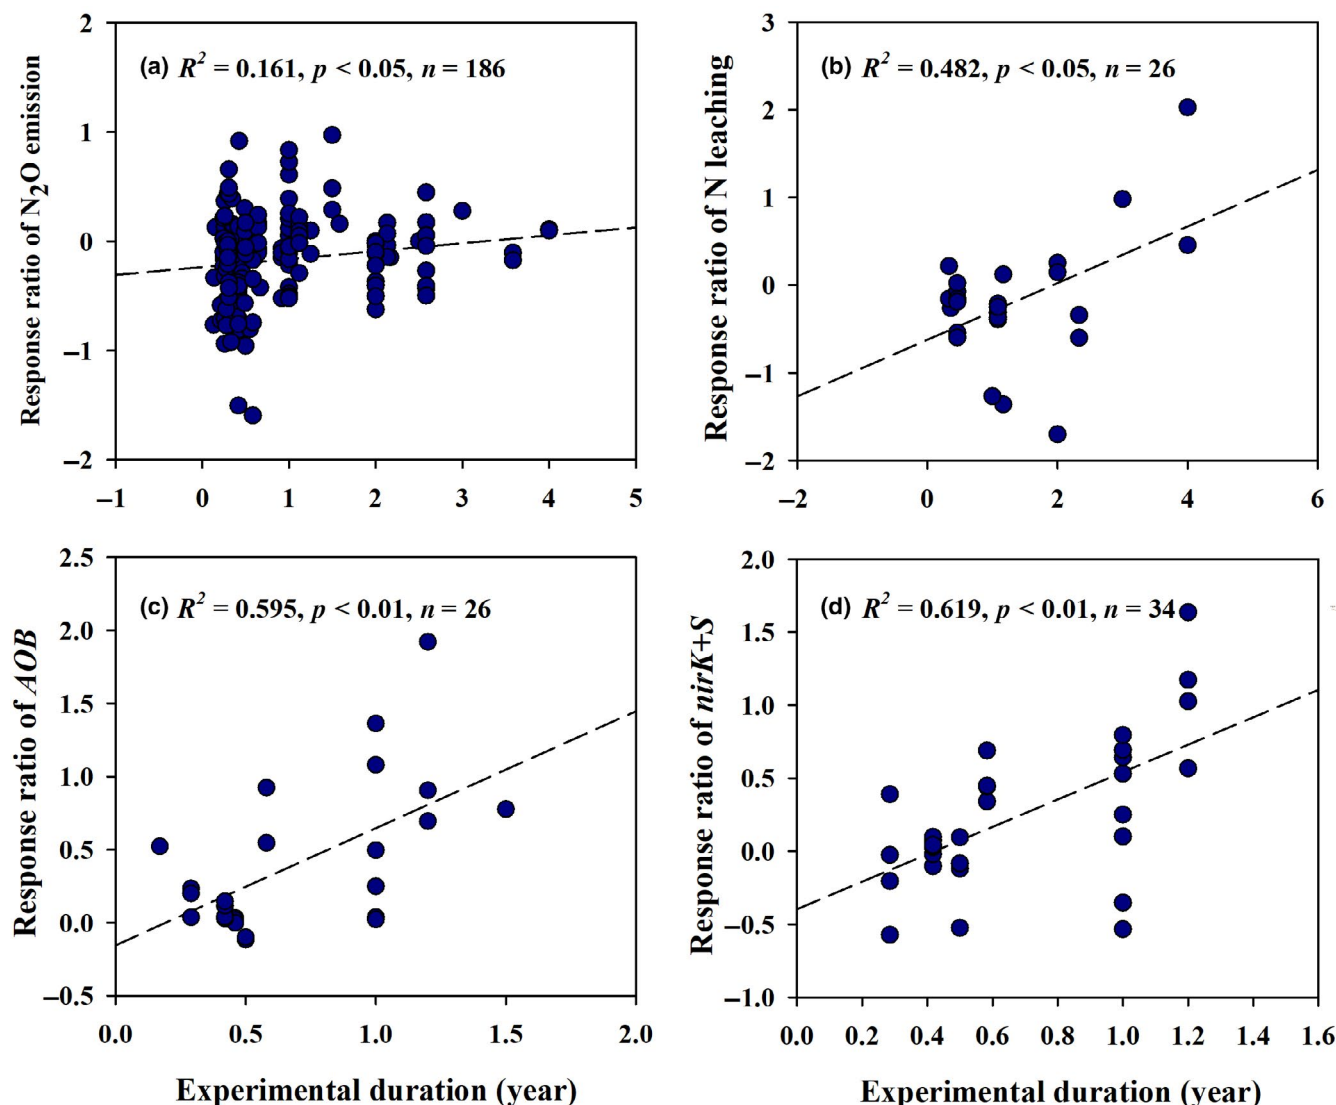 (a) R² = 0.161, p < 0.05, n = 186
Response ratio of N₂O emission
2
1
0
−1
−2
−1 0 1 2 3 4 5
(b) R² = 0.482, p < 0.05, n = 26
Response ratio of N leaching
3
2
1
0
−1
−2
−2 0 2 4 6
(c) R² = 0.595, p < 0.01, n = 26
Response ratio of AOB
2.5
2.0
1.5
1.0
0.5
0.0
−0.5
0.0 0.5 1.0 1.5 2.0
Experimental duration (year)
(d) R² = 0.619, p < 0.01, n = 34
Response ratio of nirK+S
2.0
1.5
1.0
0.5
0.0
−0.5
−1.0
0.0 0.2 0.4 0.6 0.8 1.0 1.2 1.4 1.6
Experimental duration (year)